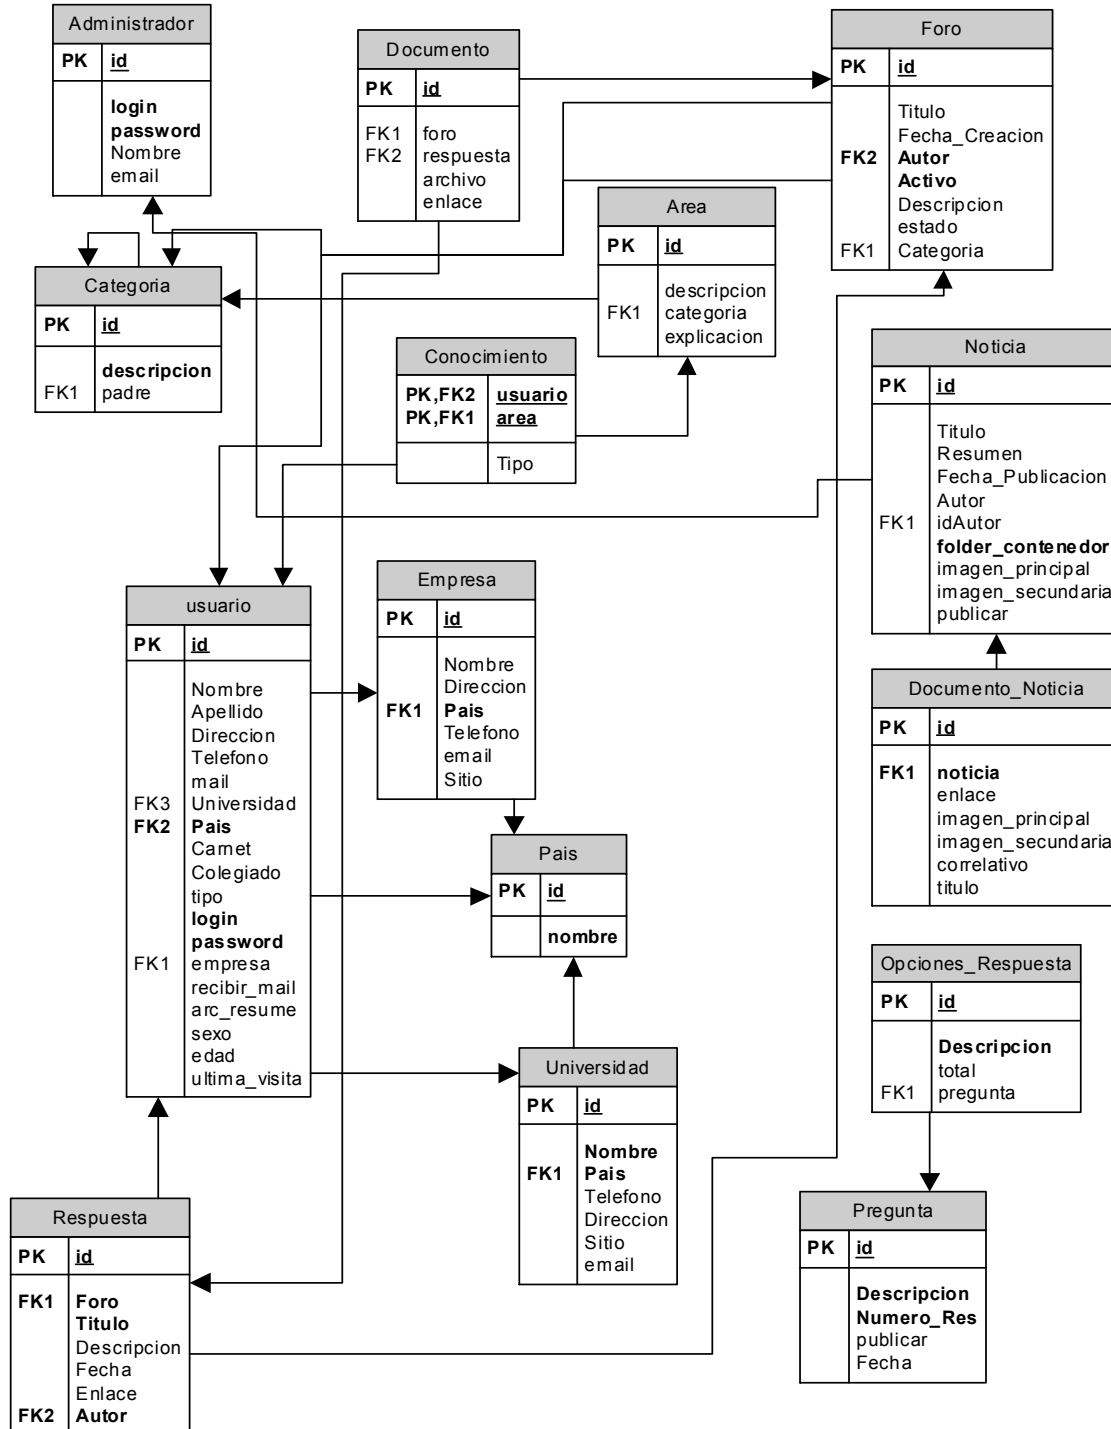 Administrador
PK id
login
password
Nombre
email
Documento
PK id
FK1 foro
FK2 respuesta
archivo
enlace
Foro
PK id
Titulo
Fecha_Creacion
FK2 Autor
Activo
Descripcion
estado
FK1 Categoria
Area
PK id
descripcion
FK1 categoria
explicacion
Categoria
PK id
descripcion
FK1 padre
Conocimiento
PK,FK2 usuario
PK,FK1 area
Tipo
Noticia
PK id
Titulo
Resumen
Fecha_Publicacion
Autor
FK1 idAutor
folder_contenedor
imagen_principal
imagen_secundaria
publicar
usuario
PK id
Nombre
Apellido
Direccion
Telefono
mail
FK3 Universidad
FK2 Pais
Carnet
Colegiado
tipo
login
password
FK1 empresa
recibir_mail
arc_resume
sexo
edad
ultima_visita
Empresa
PK id
Nombre
Direccion
FK1 Pais
Telefono
email
Sitio
Documento_Noticia
PK id
FK1 noticia
enlace
imagen_principal
imagen_secundaria
correlativo
titulo
Pais
PK id
nombre
Opciones_Respuesta
PK id
Descripcion
total
FK1 pregunta
Universidad
PK id
Nombre
FK1 Pais
Telefono
Direccion
Sitio
email
Respuesta
PK id
FK1 Foro
Titulo
Descripcion
Fecha
Enlace
FK2 Autor
Pregunta
PK id
Descripcion
Numero_Res
publicar
Fecha